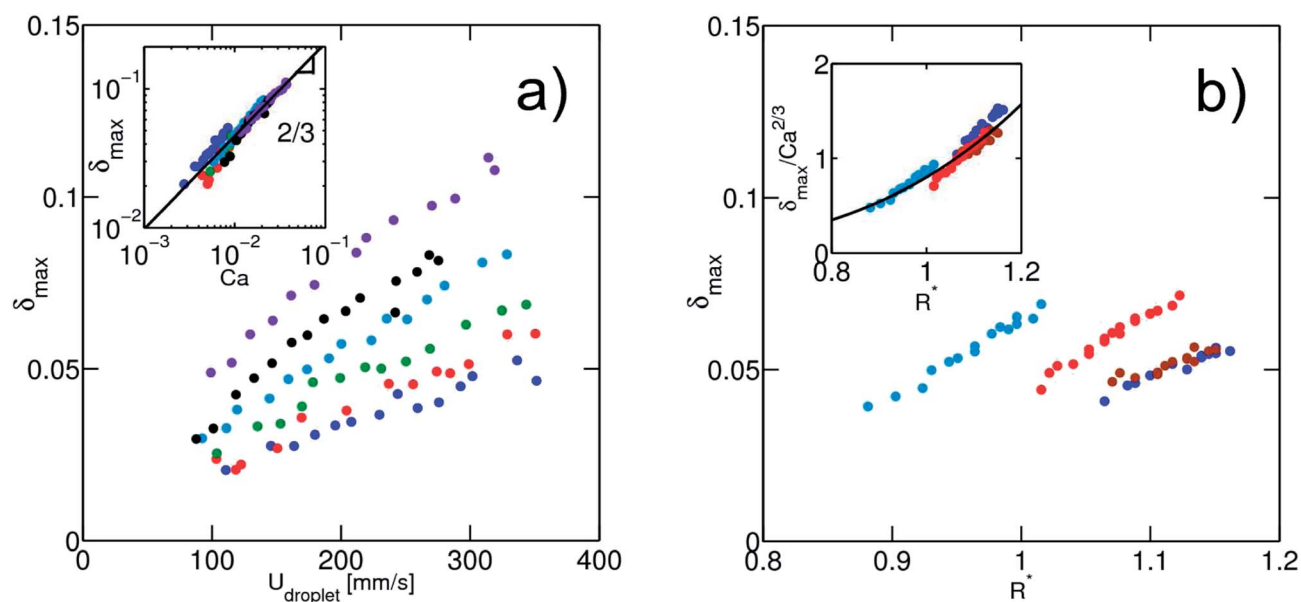 0.15
0.1
0.05
0
δmax
0 100 200 300 400
Udroplet [mm/s]
a)
10−1
10−2
δmax
10−3 10−2 10−1
Ca
2/3
0.15
0.1
0.05
0
δmax
0.8 0.9 1 1.1 1.2
R*
b)
2
1
0
δmax/Ca2/3
0.8 1 1.2
R*